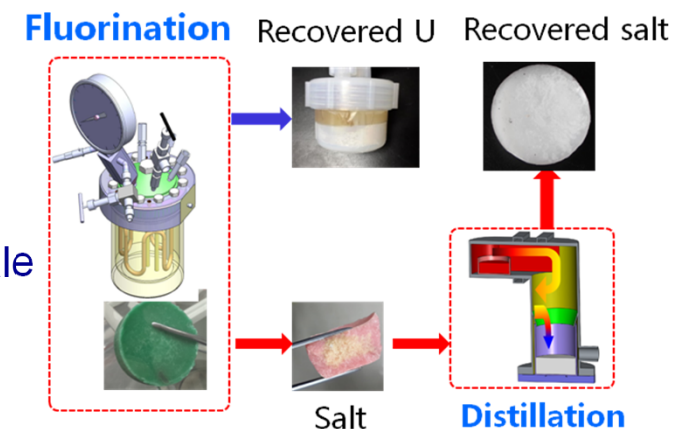 Fluorination
Recovered U
Recovered salt
Salt
Distillation